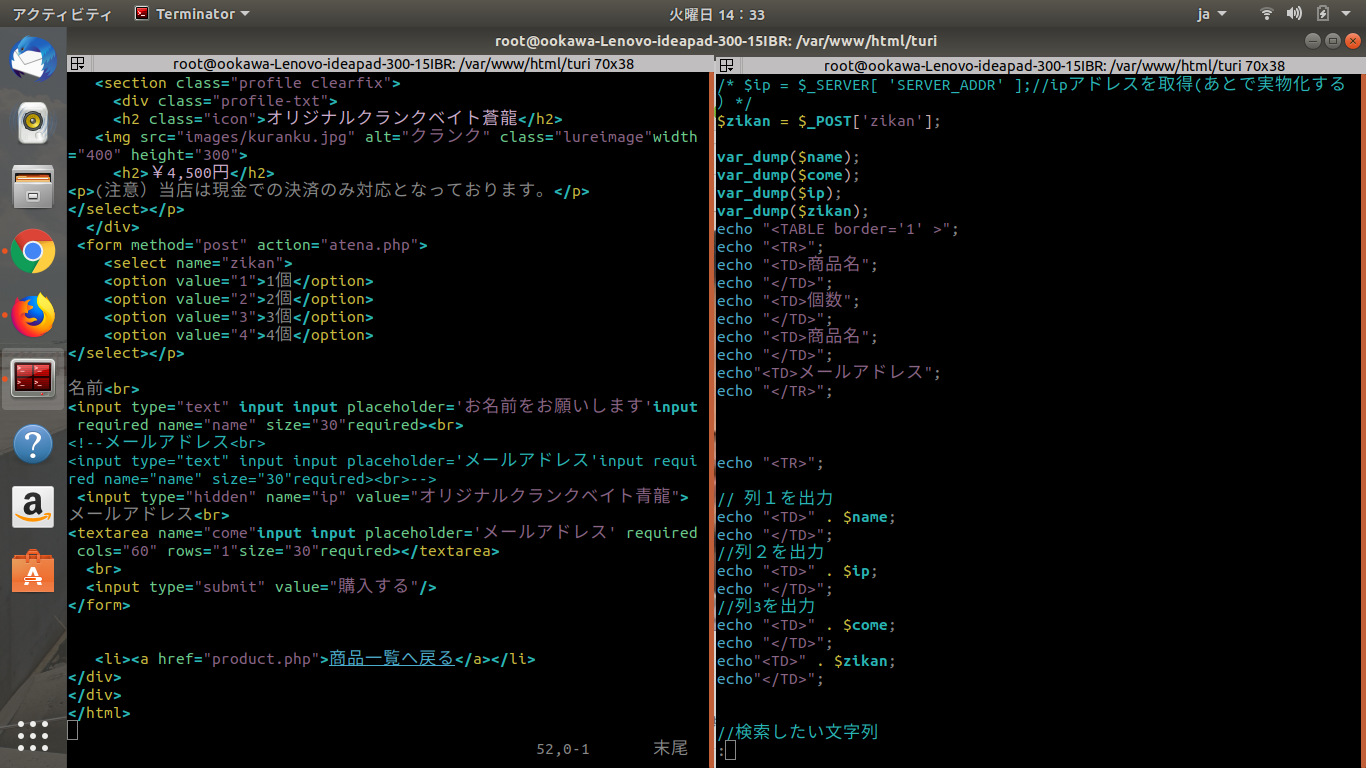 アクティビティ Terminator 火曜日 14：33 ja
root@ookawa-Lenovo-ideapad-300-15IBR: /var/www/html/turi
root@ookawa-Lenovo-ideapad-300-15IBR: /var/www/html/turi 70x38
<section class="profile clearfix">
<div class="profile-txt">
<h2 class="icon">オリジナルクランクベイト蒼龍</h2>
<img src="images/kuranku.jpg" alt="クランク" class="lureimage"width
="400" height="300">
<h2>￥4,500円</h2>
<p>(注意）当店は現金での決済のみ対応となっております。</p>
</select></p>
</div>
<form method="post" action="atena.php">
<select name="zikan">
<option value="1">1個</option>
<option value="2">2個</option>
<option value="3">3個</option>
<option value="4">4個</option>
</select></p>
名前<br>
<input type="text" input input placeholder='お名前をお願いします'input
required name="name" size="30"required><br>
<!--メールアドレス<br>
<input type="text" input input placeholder='メールアドレス'input requi
red name="name" size="30"required><br>-->
<input type="hidden" name="ip" value="オリジナルクランクベイト青龍">
メールアドレス<br>
<textarea name="come"input input placeholder='メールアドレス' required
cols="60" rows="1"size="30"required></textarea>
<br>
<input type="submit" value="購入する"/>
</form>
<li><a href="product.php">商品一覧へ戻る</a></li>
</div>
</div>
</html>
52,0-1 末尾
root@ookawa-Lenovo-ideapad-300-15IBR: /var/www/html/turi 70x38
/* $ip = $_SERVER[ 'SERVER_ADDR' ];//ipアドレスを取得(あとで実物化する
）*/
$zikan = $_POST['zikan'];
var_dump($name);
var_dump($come);
var_dump($ip);
var_dump($zikan);
echo "<TABLE border='1' >";
echo "<TR>";
echo "<TD>商品名";
echo "</TD>";
echo "<TD>個数";
echo "</TD>";
echo "<TD>商品名";
echo "</TD>";
echo"<TD>メールアドレス";
echo "</TR>";
echo "<TR>";
// 列１を出力
echo "<TD>" . $name;
echo "</TD>";
//列２を出力
echo "<TD>" . $ip;
echo "</TD>";
//列3を出力
echo "<TD>" . $come;
echo "</TD>";
echo"<TD>" . $zikan;
echo"</TD>";
//検索したい文字列
: